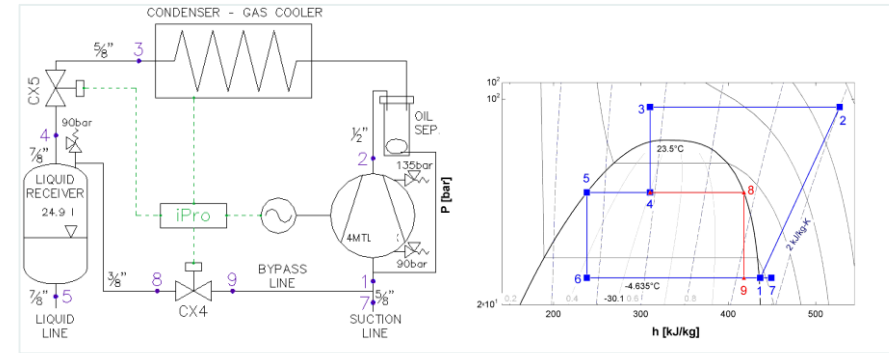 CONDENSER - GAS COOLER
⅝"
3
CX5
90bar
4
⅞"
LIQUID
RECEIVER
24.9 l
iPro
½"
OIL
SEP.
2
135bar
4MTL
90bar
⅜"
8
9
BYPASS
LINE
CX4
1
7
⅝"
SUCTION
LINE
⅞"
5
LIQUID
LINE
10²
10²
P [bar]
2*10¹
3
2
23.5°C
5
4
8
2 kJ/kg-K
6
-4.635°C
-30.1
9
1
7
0.2
0.4
0.6
0.8
200
300
400
500
h [kJ/kg]